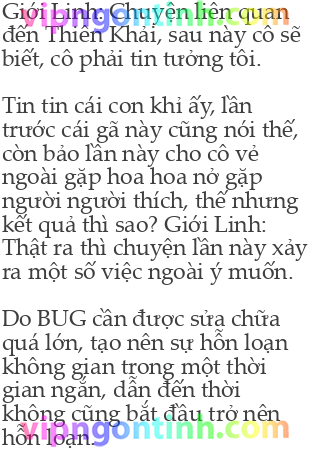 Giới Linh: Chuyện liên quan
đến Thiên Khải, sau này cô sẽ
biết, cô phải tin tưởng tôi.
Tin tin cái con khỉ ấy, lần
trước cái gã này cũng nói thế,
còn bảo lần này cho cô vẻ
ngoài gặp hoa hoa nở gặp
người người thích, thế nhưng
kết quả thì sao? Giới Linh:
Thật ra thì chuyện lần này xảy
ra một số việc ngoài ý muốn.
Do BUG cần được sửa chữa
quá lớn, tạo nên sự hỗn loạn
không gian trong một thời
gian ngắn, dẫn đến thời
không cũng bắt đầu trở nên
hỗn loạn.
vipngontinh.com
vipngontinh.com